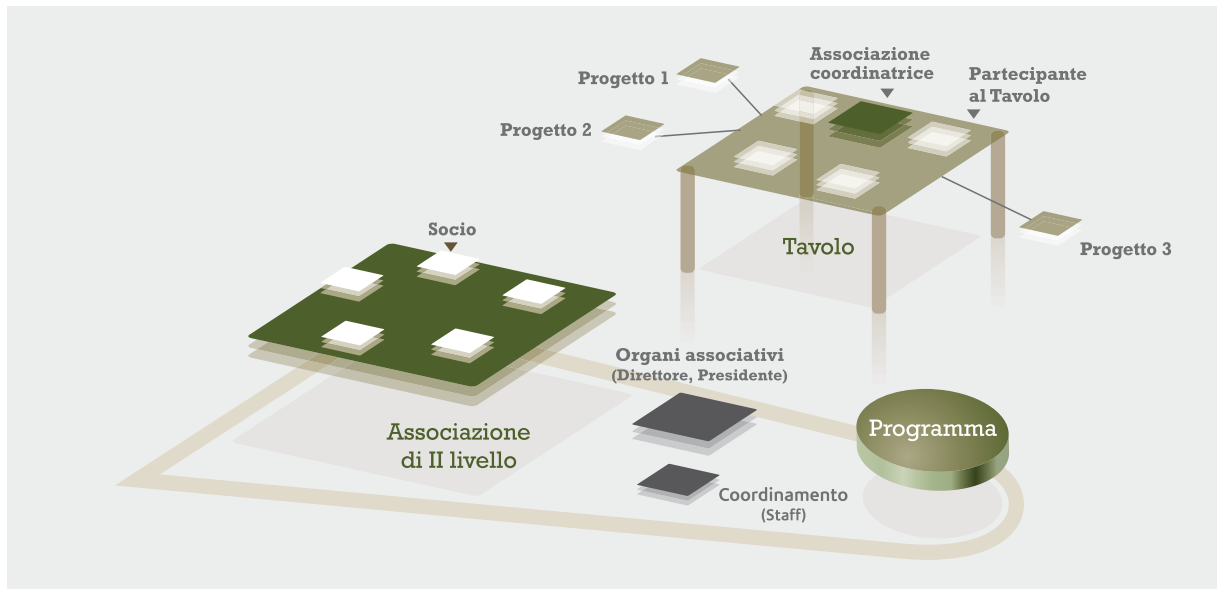 Associazione
coordinatrice
Partecipante
al Tavolo
Progetto 1
Progetto 2
Progetto 3
Tavolo
Socio
Organi associativi
(Direttore, Presidente)
Associazione
di II livello
Programma
Coordinamento
(Staff)